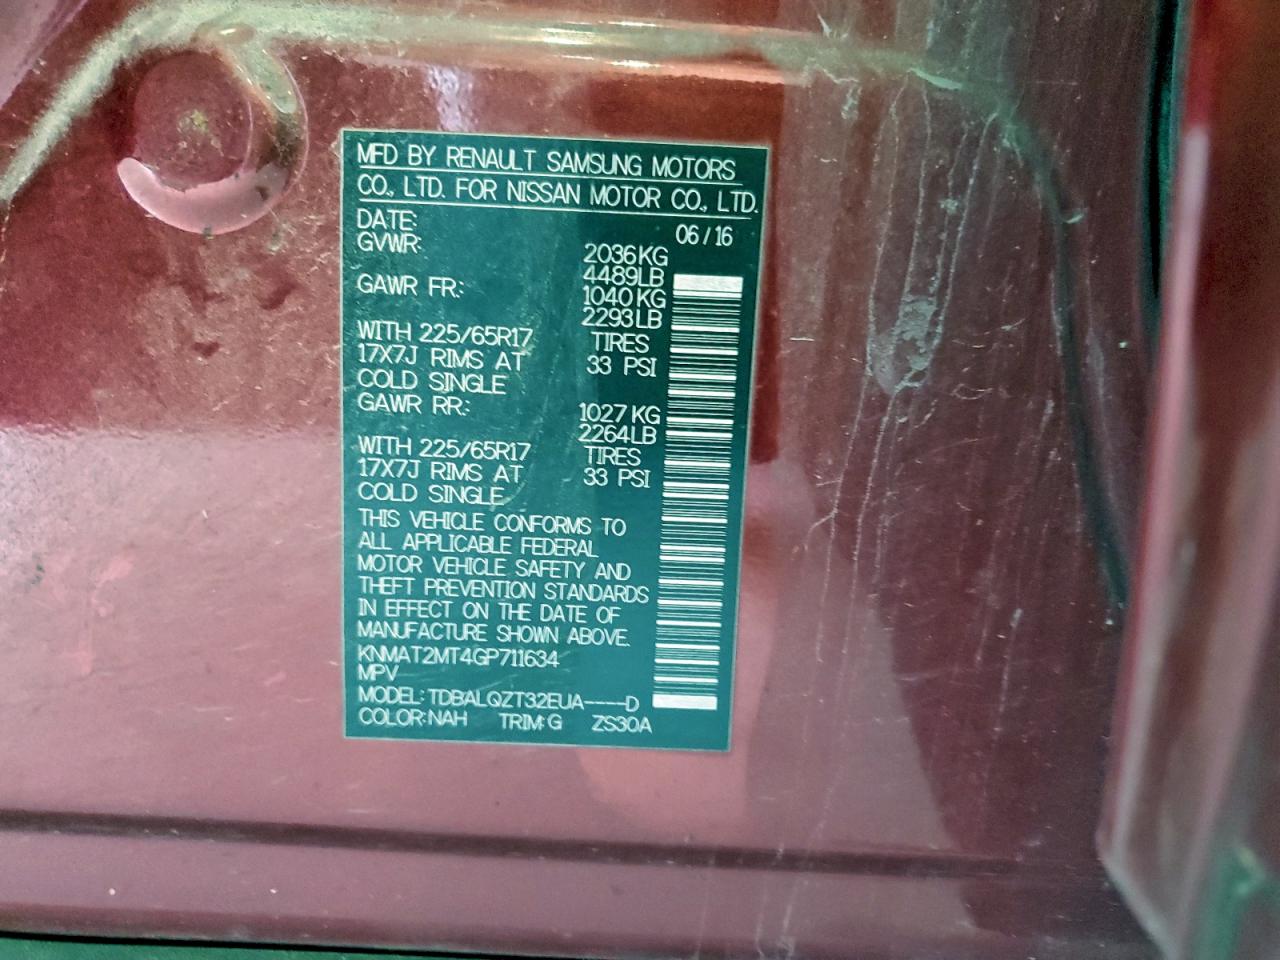 MFD BY RENAULT SAMSUNG MOTORS
CO., LTD. FOR NISSAN MOTOR CO., LTD.
DATE: 06/16
GVWR: 2036KG
4489LB
GAWR FR.: 1040KG
2293LB
WITH 225/65R17 TIRES
17X7J RIMS AT 33 PSI
COLD SINGLE
GAWR RR.: 1027KG
2264LB
WITH 225/65R17 TIRES
17X7J RIMS AT 33 PSI
COLD SINGLE
THIS VEHICLE CONFORMS TO
ALL APPLICABLE FEDERAL
MOTOR VEHICLE SAFETY AND
THEFT PREVENTION STANDARDS
IN EFFECT ON THE DATE OF
MANUFACTURE SHOWN ABOVE.
KNMAT2MT4GP711634
MPV
MODEL: TDBALQZT32EUA----D
COLOR:NAH TRIM:G ZS30A